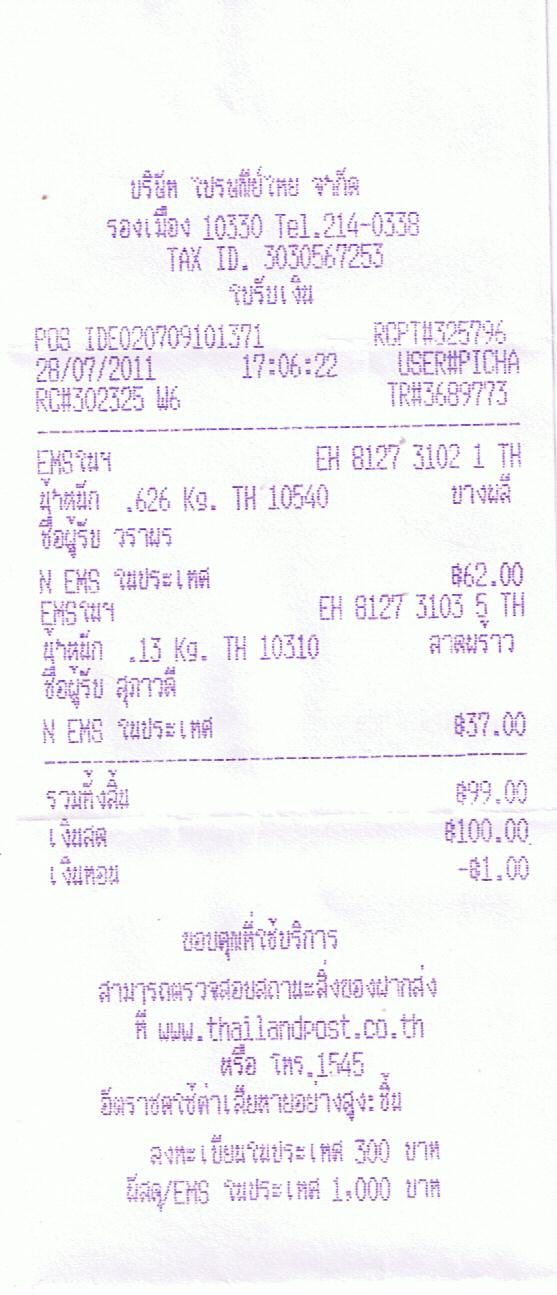 บริษัท ไปรษณีย์ไทย จำกัด
รองเมือง 10330 Tel.214-0338
TAX ID. 3030567253
ใบรับเงิน
POS IDE020709101371 RCPT#325796
28/07/2011 17:06:22 USER#PICHA
RC#302325 W6 TR#3689773
EMSในฯ EH 8127 3102 1 TH
น้ำหนัก .626 Kg. TH 10540 บางพลี
ชื่อผู้รับ วราพร
N EMS ในประเทศ ฿62.00
EMSในฯ EH 8127 3103 5 TH
น้ำหนัก .13 Kg. TH 10310 ลาดพร้าว
ชื่อผู้รับ สุภาวลี
N EMS ในประเทศ ฿37.00
รวมทั้งสิ้น ฿99.00
เงินสด ฿100.00
เงินทอน -฿1.00
ขอบคุณที่ใช้บริการ
สามารถตรวจสอบสถานะสิ่งของฝากส่ง
ที่ www.thailandpost.co.th
หรือ โทร.1545
อัตราชดใช้ค่าเสียหายอย่างสูง:ชิ้น
ลงทะเบียนในประเทศ 300 บาท
พัสดุ/EMS ในประเทศ 1,000 บาท